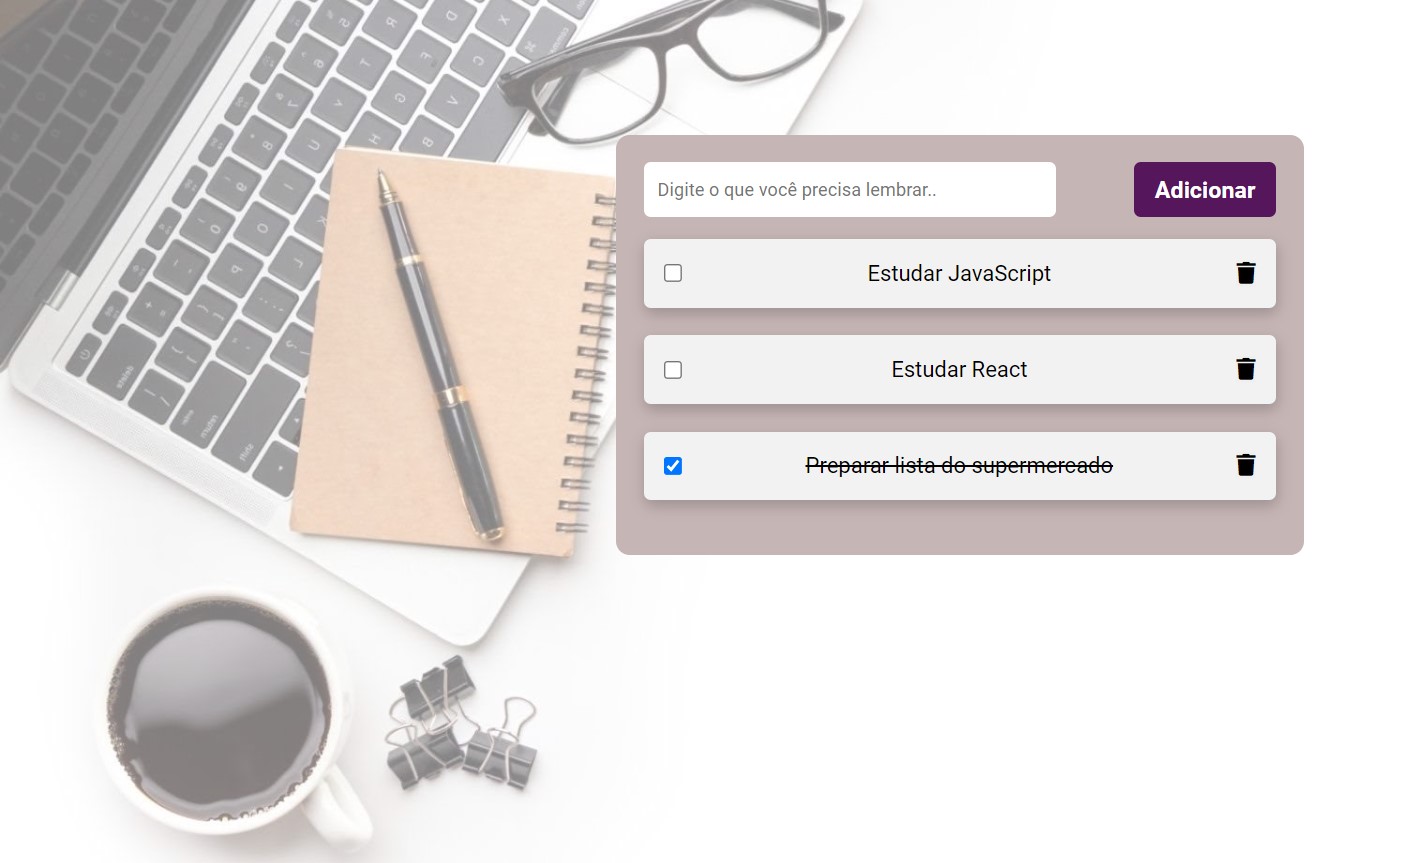 Digite o que você precisa lembrar..
Adicionar
Estudar JavaScript
Estudar React
Preparar lista do supermercado